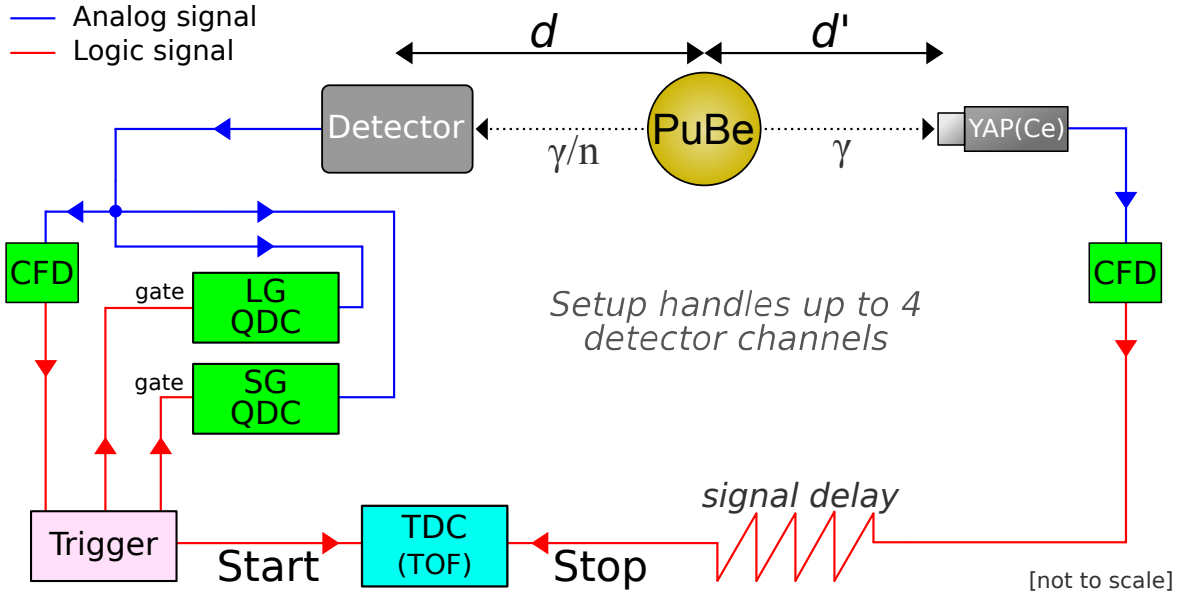 Analog signal
Logic signal
d
d'
Detector
PuBe
YAP(Ce)
γ/n
γ
CFD
LG
QDC
gate
CFD
Setup handles up to 4
detector channels
SG
QDC
gate
signal delay
Trigger
TDC
(TOF)
Start
Stop
[not to scale]